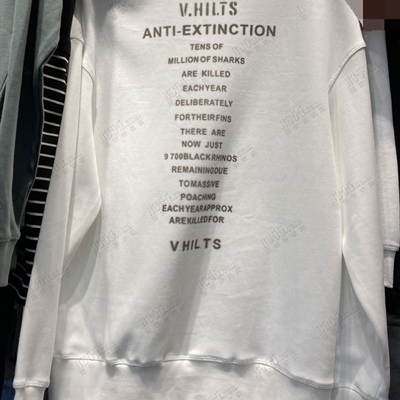 V.HILTS
ANTI-EXTINCTION
TENS OF
MILLION OF SHARKS
ARE KILLED
EACHYEAR
DELIBERATELY
FORTHEIRFINS
THERE ARE
NOW JUST
9 700BLACKRHINOS
REMAININGDUE
TOMASSIVE
POACHING
EACHYEARAPPROX
AREKILLEDFOR
V HILTS